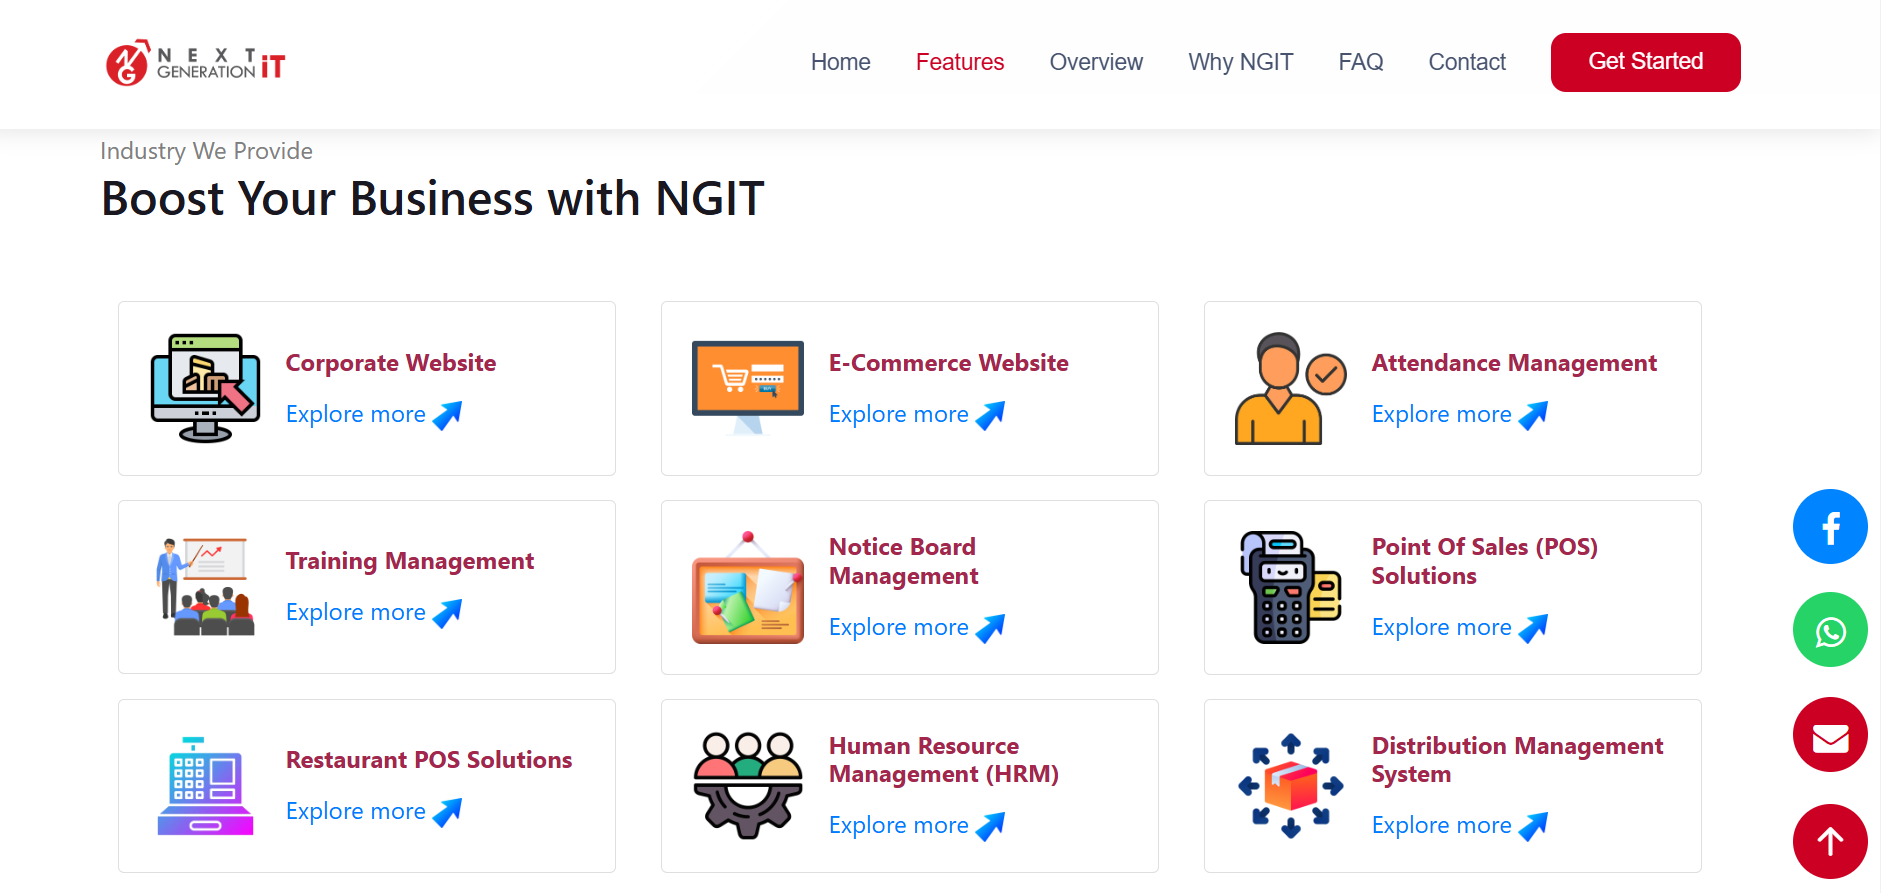 NG NEXT
GENERATION iT
Home Features Overview Why NGIT FAQ Contact Get Started
Industry We Provide
Boost Your Business with NGIT
Corporate Website
Explore more
E-Commerce Website
Explore more
Attendance Management
Explore more
Training Management
Explore more
Notice Board
Management
Explore more
Point Of Sales (POS)
Solutions
Explore more
Restaurant POS Solutions
Explore more
Human Resource
Management (HRM)
Explore more
Distribution Management
System
Explore more